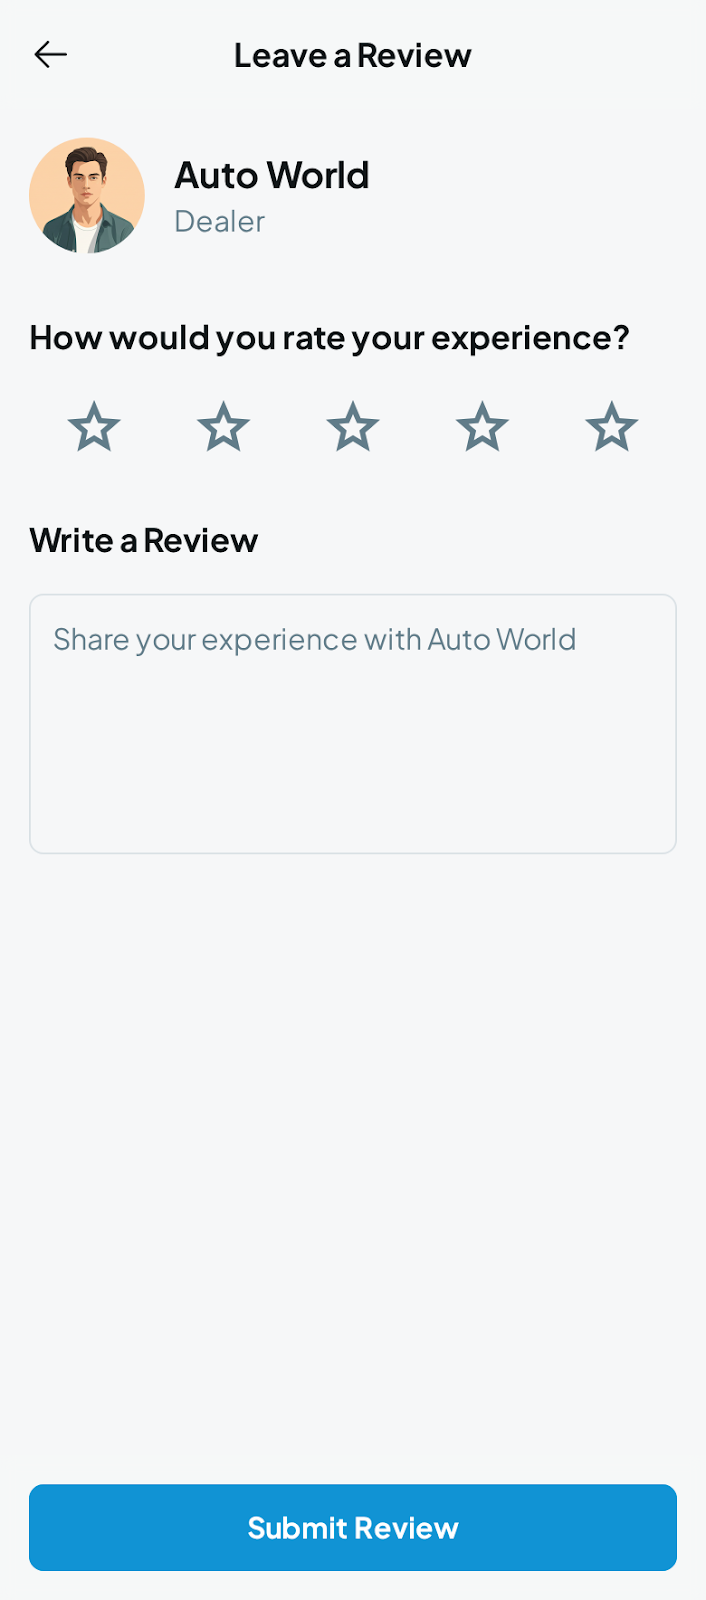 Leave a Review
Auto World
Dealer
How would you rate your experience?
Write a Review
Share your experience with Auto World
Submit Review